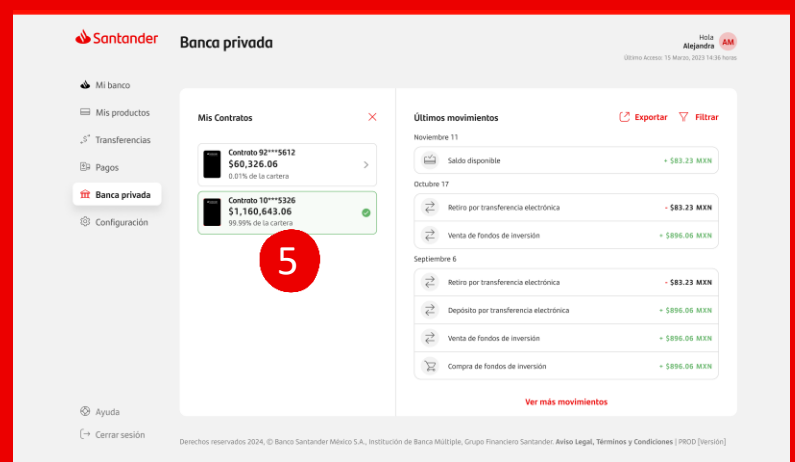 Santander
Banca privada
Hola
Alejandra
AM
Último Acceso: 15 Marzo, 2023 14:36 horas
Mi banco
Mis productos
Transferencias
Pagos
Banca privada
Configuración
Ayuda
Cerrar sesión
Mis Contratos
Contrato 92***5612
$60,326.06
0.01% de la cartera
Contrato 10***5326
$1,160,643.06
99.99% de la cartera
5
Últimos movimientos
Exportar
Filtrar
Noviembre 11
Saldo disponible + $83.23 MXN
Octubre 17
Retiro por transferencia electrónica - $83.23 MXN
Venta de fondos de inversión + $896.06 MXN
Septiembre 6
Retiro por transferencia electrónica - $83.23 MXN
Depósito por transferencia electrónica + $896.06 MXN
Venta de fondos de inversión + $896.06 MXN
Compra de fondos de inversión + $896.06 MXN
Ver más movimientos
Derechos reservados 2024, © Banco Santander México S.A., Institución de Banca Múltiple, Grupo Financiero Santander. Aviso Legal, Términos y Condiciones | PROD [Versión]